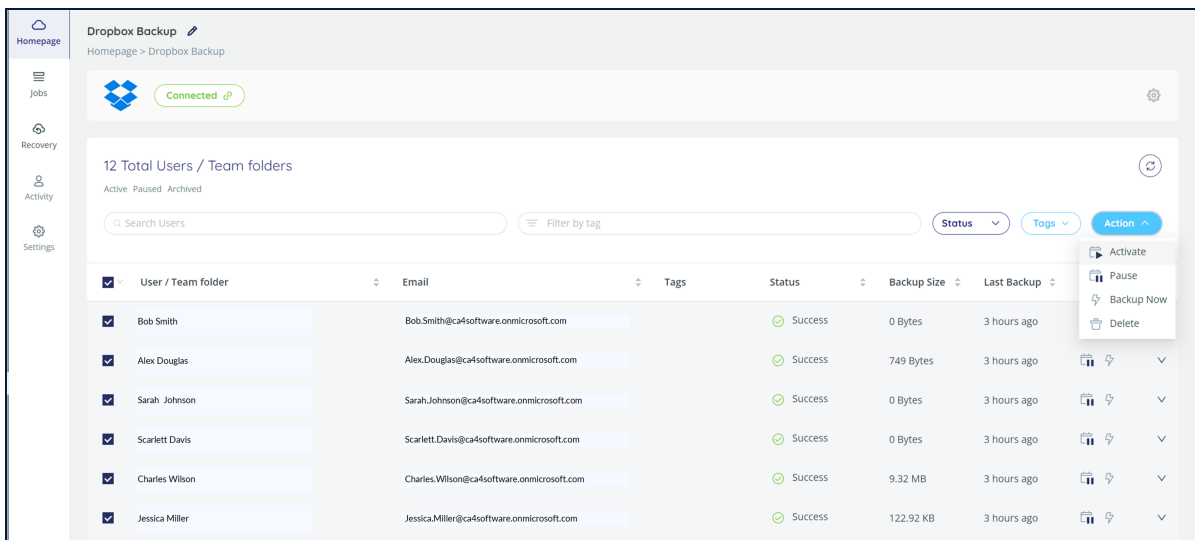 Homepage
Jobs
Recovery
Activity
Settings
Dropbox Backup
Homepage > Dropbox Backup
Connected
12 Total Users / Team folders
Active Paused Archived
Search Users
Filter by tag
Status
Tags
Action
Activate
Pause
Backup Now
Delete
User / Team folder Email Tags Status Backup Size Last Backup
Bob Smith Bob.Smith@ca4software.onmicrosoft.com Success 0 Bytes 3 hours ago
Alex Douglas Alex.Douglas@ca4software.onmicrosoft.com Success 749 Bytes 3 hours ago
Sarah Johnson Sarah.Johnson@ca4software.onmicrosoft.com Success 0 Bytes 3 hours ago
Scarlett Davis Scarlett.Davis@ca4software.onmicrosoft.com Success 0 Bytes 3 hours ago
Charles Wilson Charles.Wilson@ca4software.onmicrosoft.com Success 9.32 MB 3 hours ago
Jessica Miller Jessica.Miller@ca4software.onmicrosoft.com Success 122.92 KB 3 hours ago